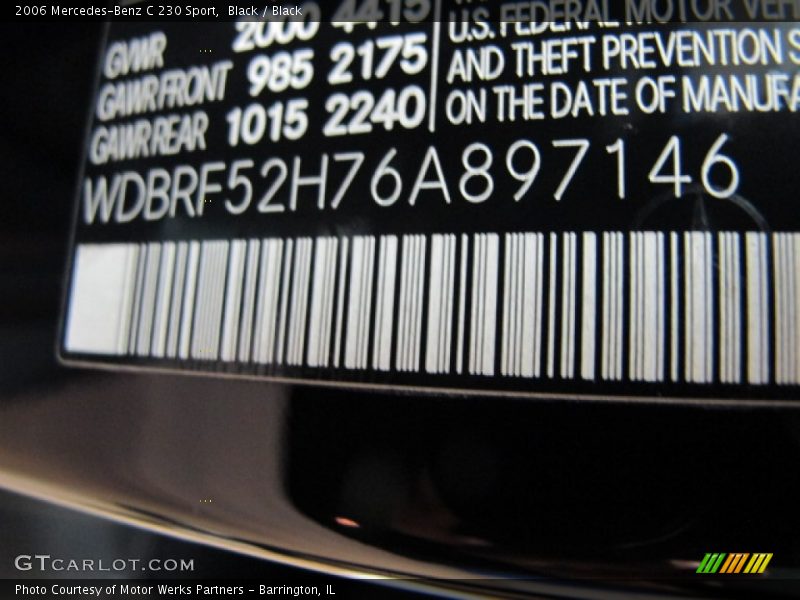 2006 Mercedes-Benz C 230 Sport, Black / Black
GVWR 2000 4415
GAWR FRONT 985 2175
GAWR REAR 1015 2240
U.S. FEDERAL MOTOR VEH
AND THEFT PREVENTION S
ON THE DATE OF MANUFA
WDBRF52H76A897146
GTCARLOT.COM
Photo Courtesy of Motor Werks Partners - Barrington, IL